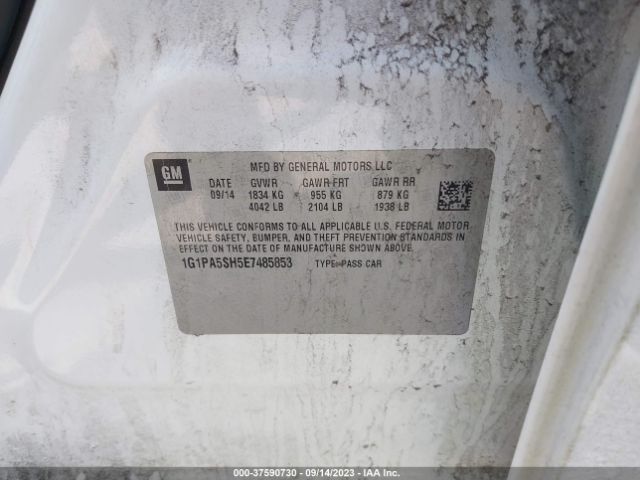 GM
MFD BY GENERAL MOTORS LLC
DATE GVWR GAWR FRT GAWR RR
09/14 1834 KG 955 KG 879 KG
4042 LB 2104 LB 1938 LB
THIS VEHICLE CONFORMS TO ALL APPLICABLE U.S. FEDERAL MOTOR
VEHICLE SAFETY, BUMPER, AND THEFT PREVENTION STANDARDS IN
EFFECT ON THE DATE OF MANUFACTURE SHOWN ABOVE.
1G1PA5SH5E7485853 TYPE: PASS CAR
000-37590730 - 09/14/2023 - IAA Inc.